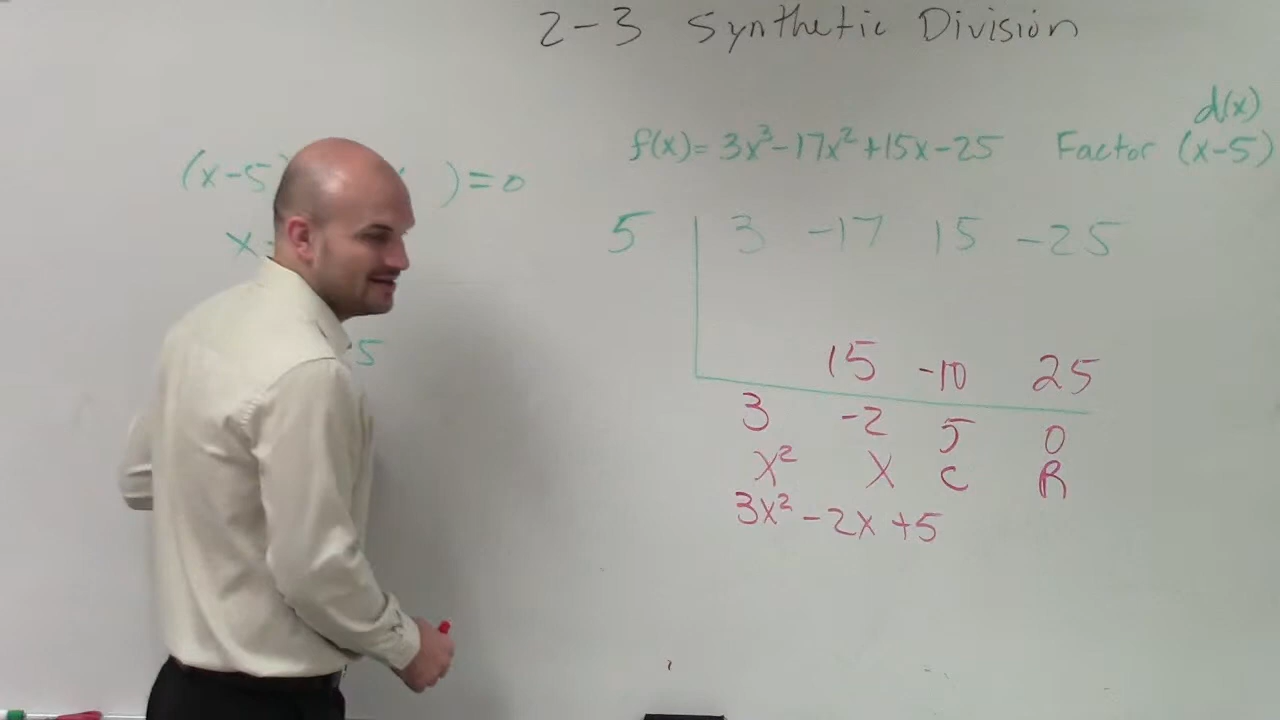 2-3 Synthetic Division
d(x)
f(x) = 3x³-17x²+15x-25 Factor (x-5)
(x-5) ) = 0
x
5
5 3 -17 15 -25
15 -10 25
3 -2 5 0
x² x C R
3x² - 2x + 5